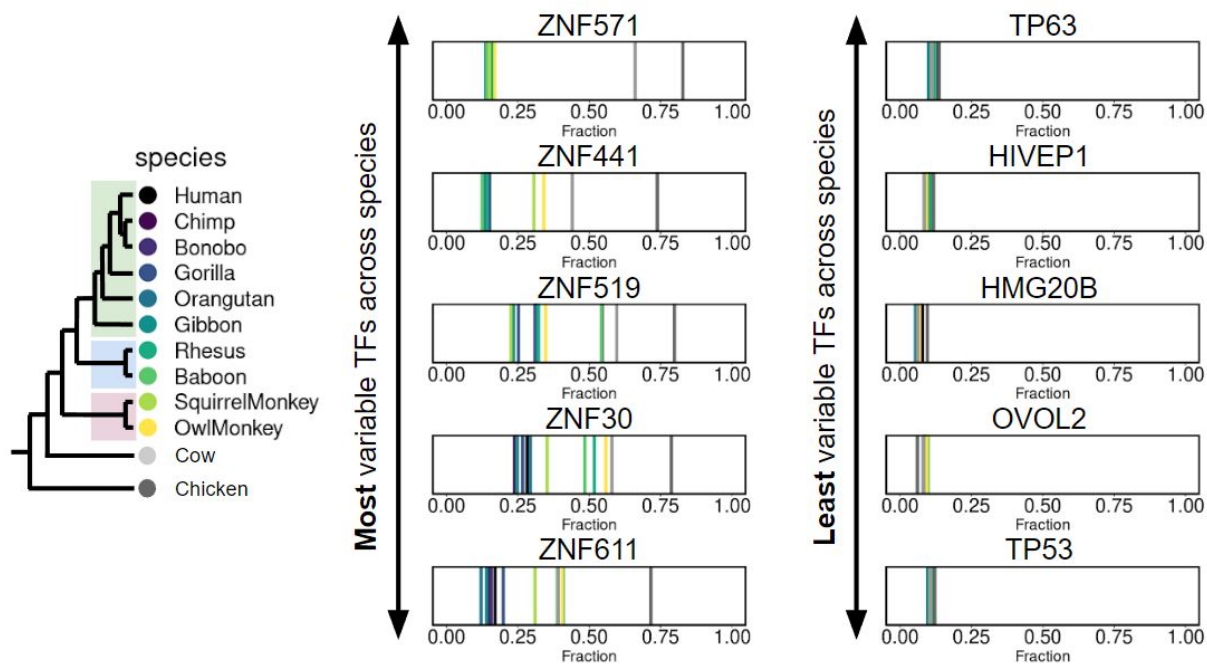 species
Human
Chimp
Bonobo
Gorilla
Orangutan
Gibbon
Rhesus
Baboon
SquirrelMonkey
OwlMonkey
Cow
Chicken
Most variable TFs across species
ZNF571
0.00 0.25 0.50 0.75 1.00
Fraction
ZNF441
0.00 0.25 0.50 0.75 1.00
Fraction
ZNF519
0.00 0.25 0.50 0.75 1.00
Fraction
ZNF30
0.00 0.25 0.50 0.75 1.00
Fraction
ZNF611
0.00 0.25 0.50 0.75 1.00
Fraction
Least variable TFs across species
TP63
0.00 0.25 0.50 0.75 1.00
Fraction
HIVEP1
0.00 0.25 0.50 0.75 1.00
Fraction
HMG20B
0.00 0.25 0.50 0.75 1.00
Fraction
OVOL2
0.00 0.25 0.50 0.75 1.00
Fraction
TP53
0.00 0.25 0.50 0.75 1.00
Fraction